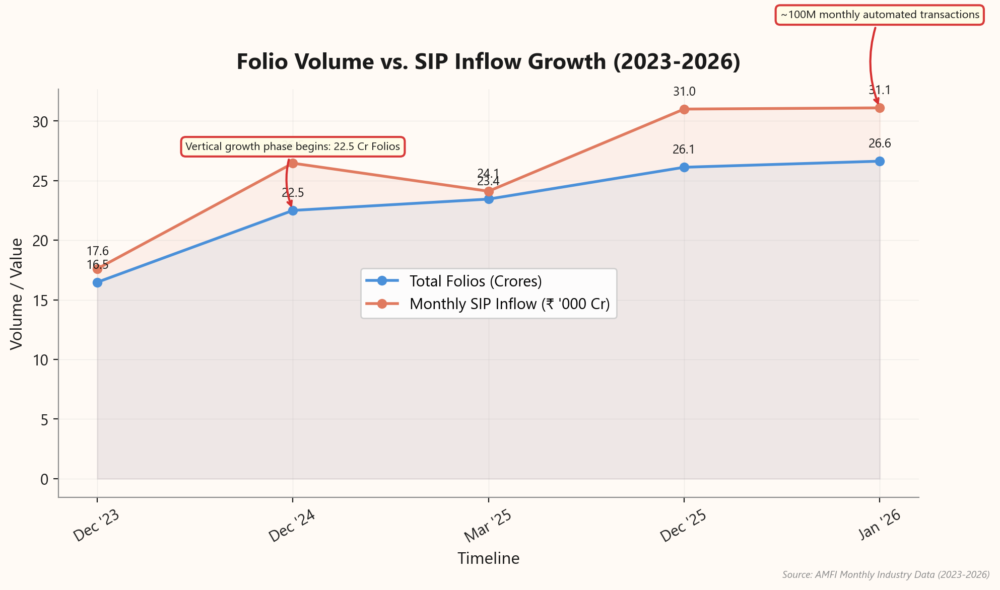 ~100M monthly automated transactions
Folio Volume vs. SIP Inflow Growth (2023-2026)
31.0
31.1
30
Vertical growth phase begins: 22.5 Cr Folios
26.1
26.6
24.1
23.4
25
22.5
20
17.6
16.5
Volume / Value
Total Folios (Crores)
Monthly SIP Inflow (₹ '000 Cr)
15
10
5
0
Dec '23
Dec '24
Mar '25
Dec '25
Jan '26
Timeline
Source: AMFI Monthly Industry Data (2023-2026)